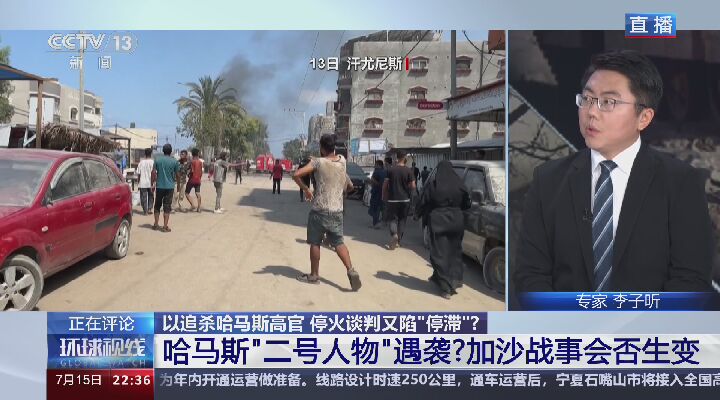 CCTV 13
新闻
直播
13日 汗尤尼斯
ooredoo
专家 李子昕
正在评论
以追杀哈马斯高官 停火谈判又陷"停滞"?
环球视线
GLOBAL WATCH
哈马斯"二号人物"遇袭?加沙战事会否生变
7月15日 22:36
为年内开通运营做准备。线路设计时速250公里，通车运营后，宁夏石嘴山市将接入全国高